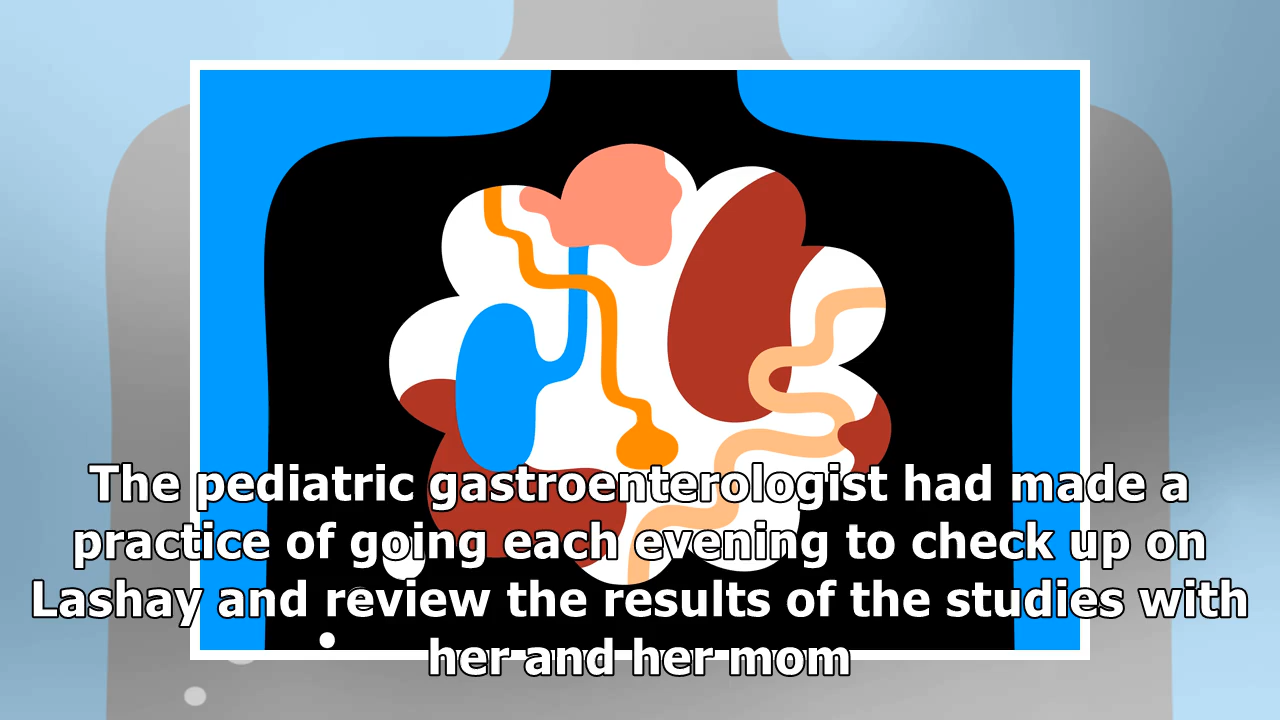 The pediatric gastroenterologist had made a
practice of going each evening to check up on
Lashay and review the results of the studies with
her and her mom